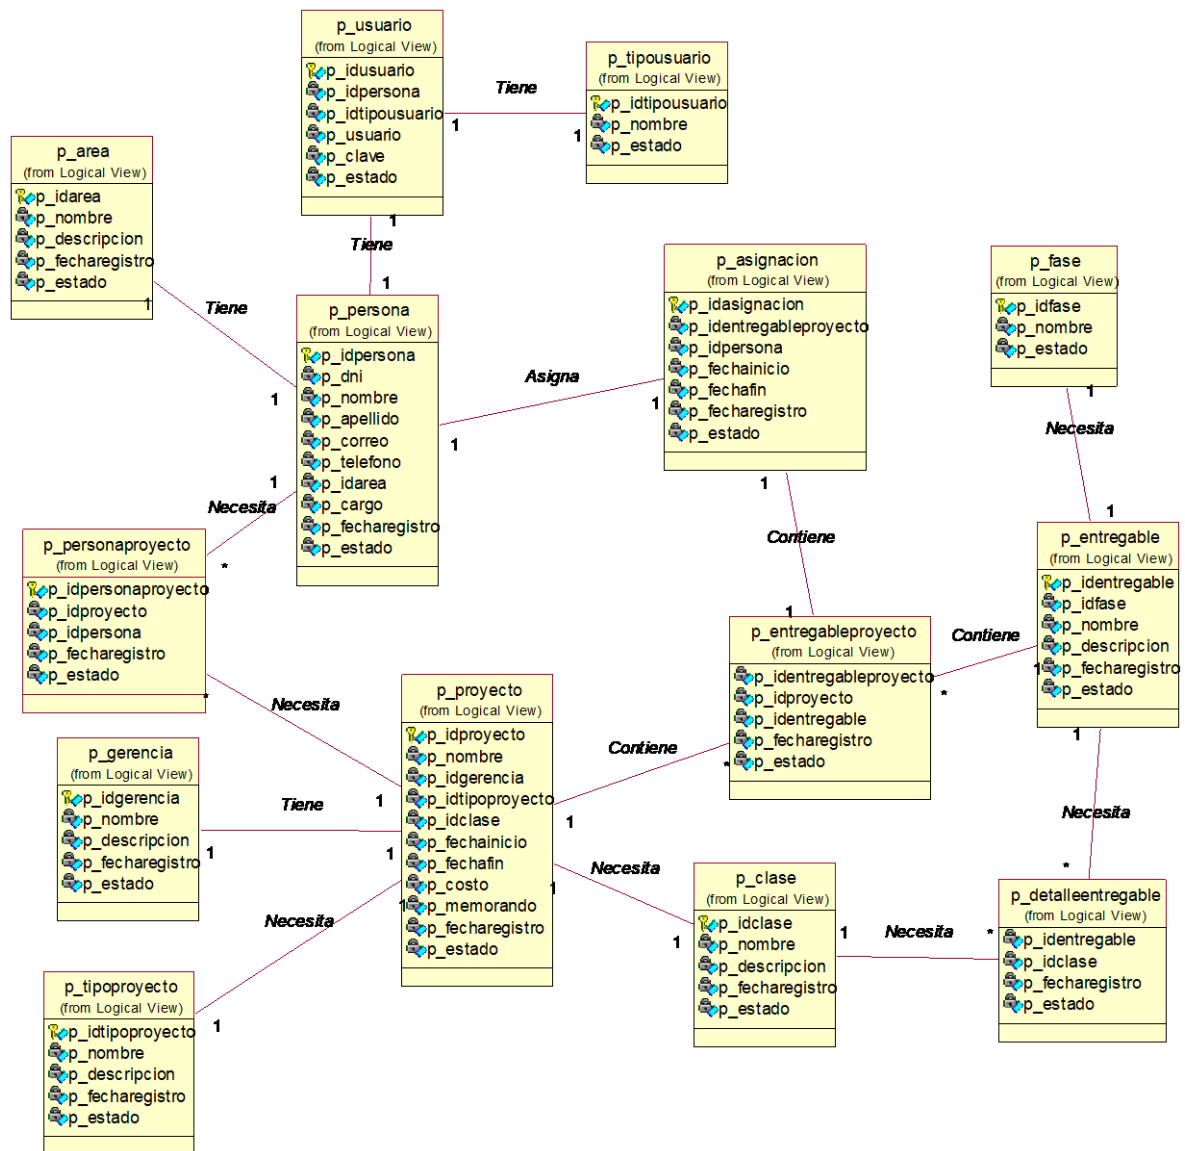 p_usuario
(from Logical View)
p_idusuario
p_idpersona
p_idtipousuario
p_usuario
p_clave
p_estado
Tiene
1
1
p_tipousuario
(from Logical View)
p_idtipousuario
p_nombre
p_estado
p_area
(from Logical View)
p_idarea
p_nombre
p_descripcion
p_fecharegistro
p_estado
1
Tiene
1
1
Tiene
1
p_persona
(from Logical View)
p_idpersona
p_dni
p_nombre
p_apellido
p_correo
p_telefono
p_idarea
p_cargo
p_fecharegistro
p_estado
Asigna
1
1
p_asignacion
(from Logical View)
p_idasignacion
p_identregableproyecto
p_idpersona
p_fechainicio
p_fechafin
p_fecharegistro
p_estado
1
Contiene
1
p_fase
(from Logical View)
p_idfase
p_nombre
p_estado
1
Necesita
1
p_entregable
(from Logical View)
p_identregable
p_idfase
p_nombre
p_descripcion
p_fecharegistro
p_estado
1
Contiene
*
1
1
Necesita
*
*
p_personaproyecto
(from Logical View)
p_idpersonaproyecto
p_idproyecto
p_idpersona
p_fecharegistro
p_estado
*
Necesita
1
p_entregableproyecto
(from Logical View)
p_identregableproyecto
p_idproyecto
p_identregable
p_fecharegistro
p_estado
*
Contiene
1
p_proyecto
(from Logical View)
p_idproyecto
p_nombre
p_idgerencia
p_idtipoproyecto
p_idclase
p_fechainicio
p_fechafin
p_costo
p_memorando
p_fecharegistro
p_estado
p_gerencia
(from Logical View)
p_idgerencia
p_nombre
p_descripcion
p_fecharegistro
p_estado
1
Tiene
1
p_tipoproyecto
(from Logical View)
p_idtipoproyecto
p_nombre
p_descripcion
p_fecharegistro
p_estado
1
Necesita
1
1
Necesita
1
p_clase
(from Logical View)
p_idclase
p_nombre
p_descripcion
p_fecharegistro
p_estado
1
Necesita
*
1
Necesita
*
p_detalleentregable
(from Logical View)
p_identregable
p_idclase
p_fecharegistro
p_estado